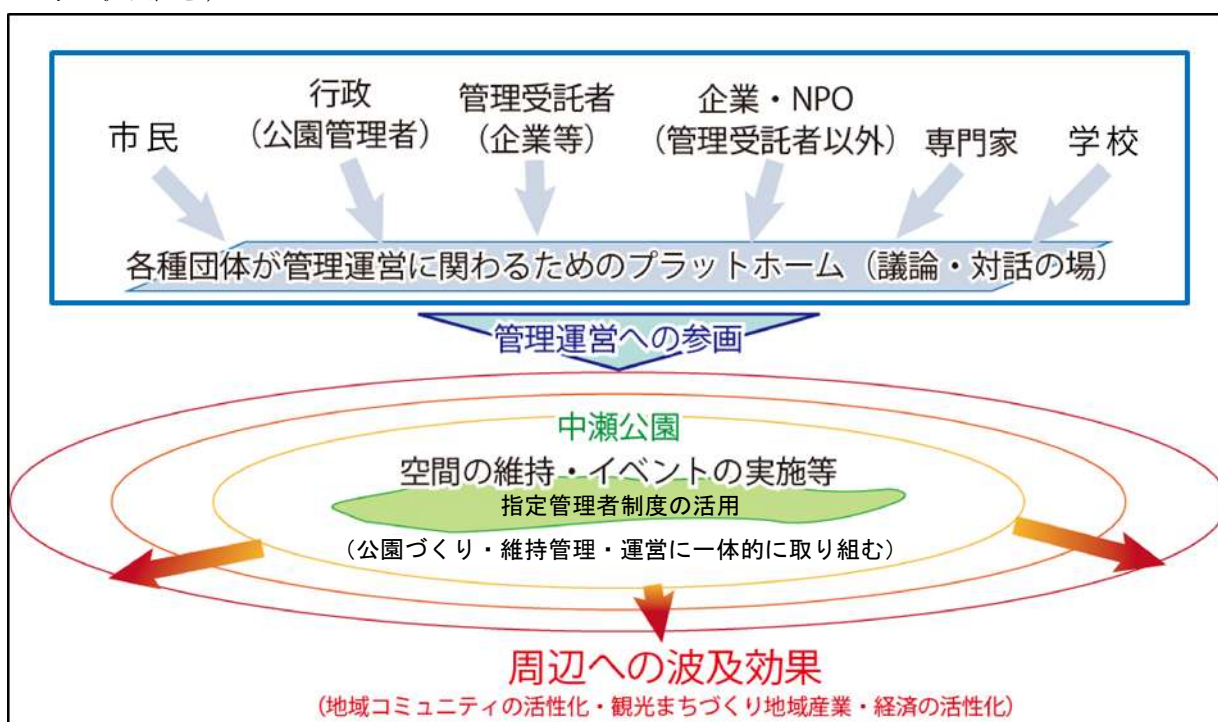 市民
行政
(公園管理者)
管理受託者
(企業等)
企業・NPO
(管理受託者以外)
専門家
学校
各種団体が管理運営に関わるためのプラットホーム（議論・対話の場）
管理運営への参画
中瀬公園
空間の維持・イベントの実施等
指定管理者制度の活用
（公園づくり・維持管理・運営に一体的に取り組む）
周辺への波及効果
(地域コミュニティの活性化・観光まちづくり地域産業・経済の活性化)